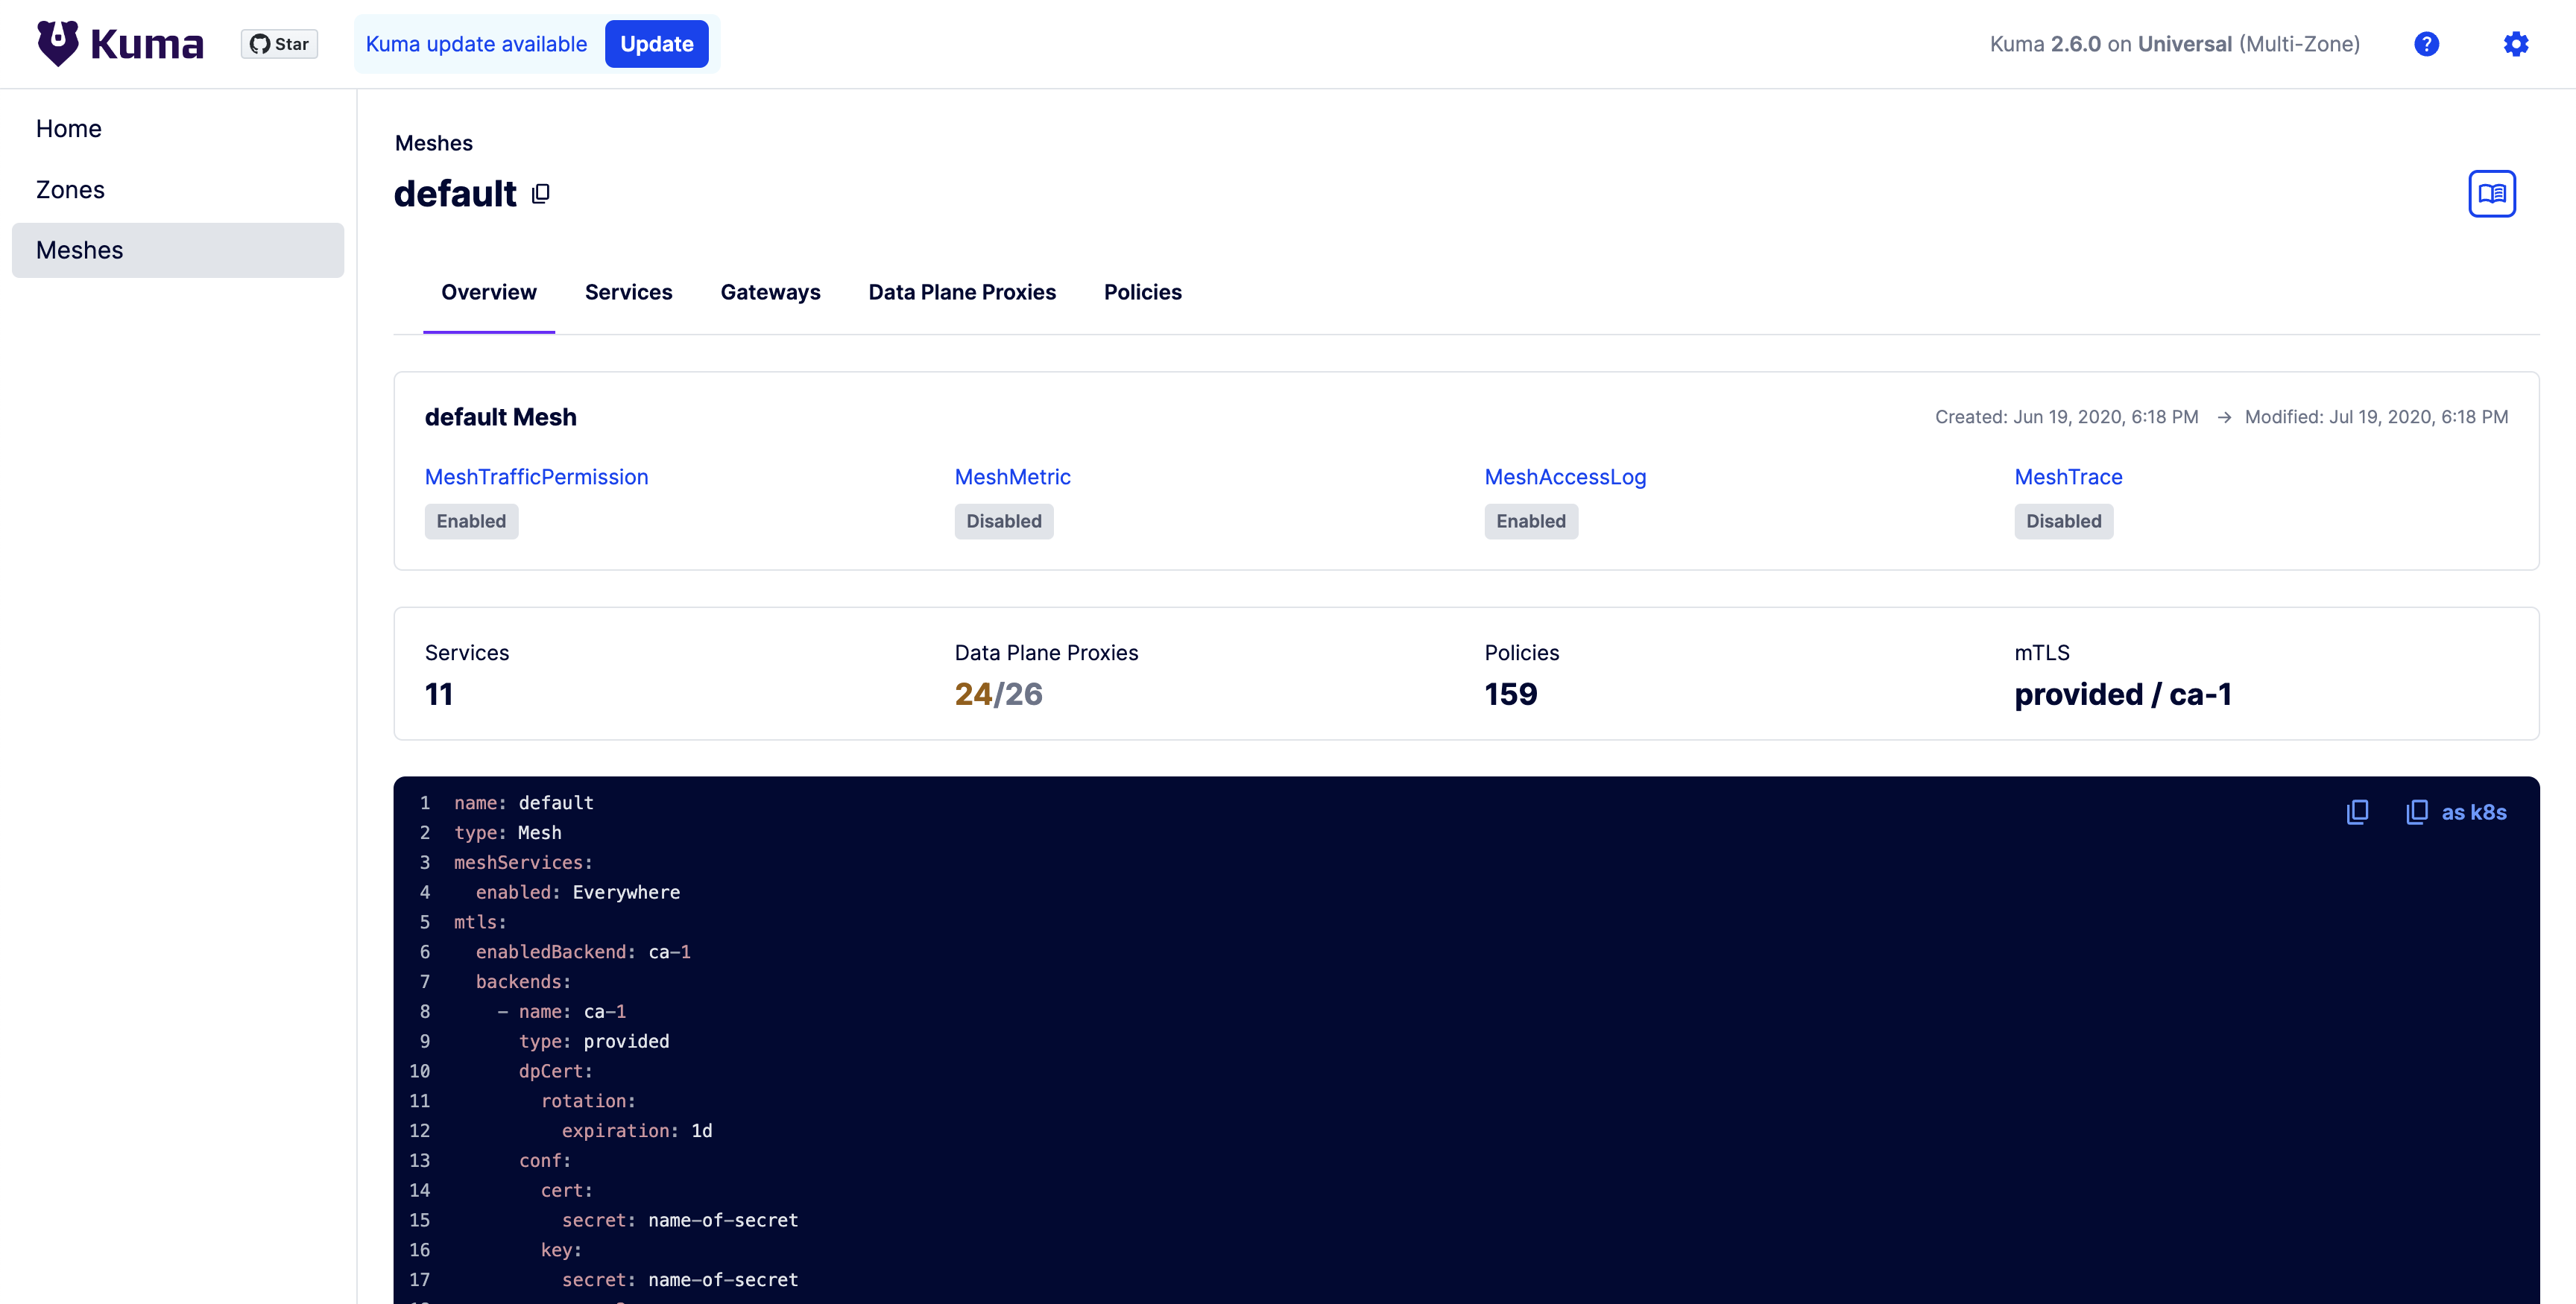 Kuma
Star
Kuma update available
Update
Kuma 2.6.0 on Universal (Multi-Zone)
?
Home
Zones
Meshes
Meshes
default
Overview
Services
Gateways
Data Plane Proxies
Policies
default Mesh
Created: Jun 19, 2020, 6:18 PM → Modified: Jul 19, 2020, 6:18 PM
MeshTrafficPermission
Enabled
MeshMetric
Disabled
MeshAccessLog
Enabled
MeshTrace
Disabled
Services
11
Data Plane Proxies
24/26
Policies
159
mTLS
provided / ca-1
as k8s
1 name: default
2 type: Mesh
3 meshServices:
4 enabled: Everywhere
5 mtls:
6 enabledBackend: ca-1
7 backends:
8 - name: ca-1
9 type: provided
10 dpCert:
11 rotation:
12 expiration: 1d
13 conf:
14 cert:
15 secret: name-of-secret
16 key:
17 secret: name-of-secret